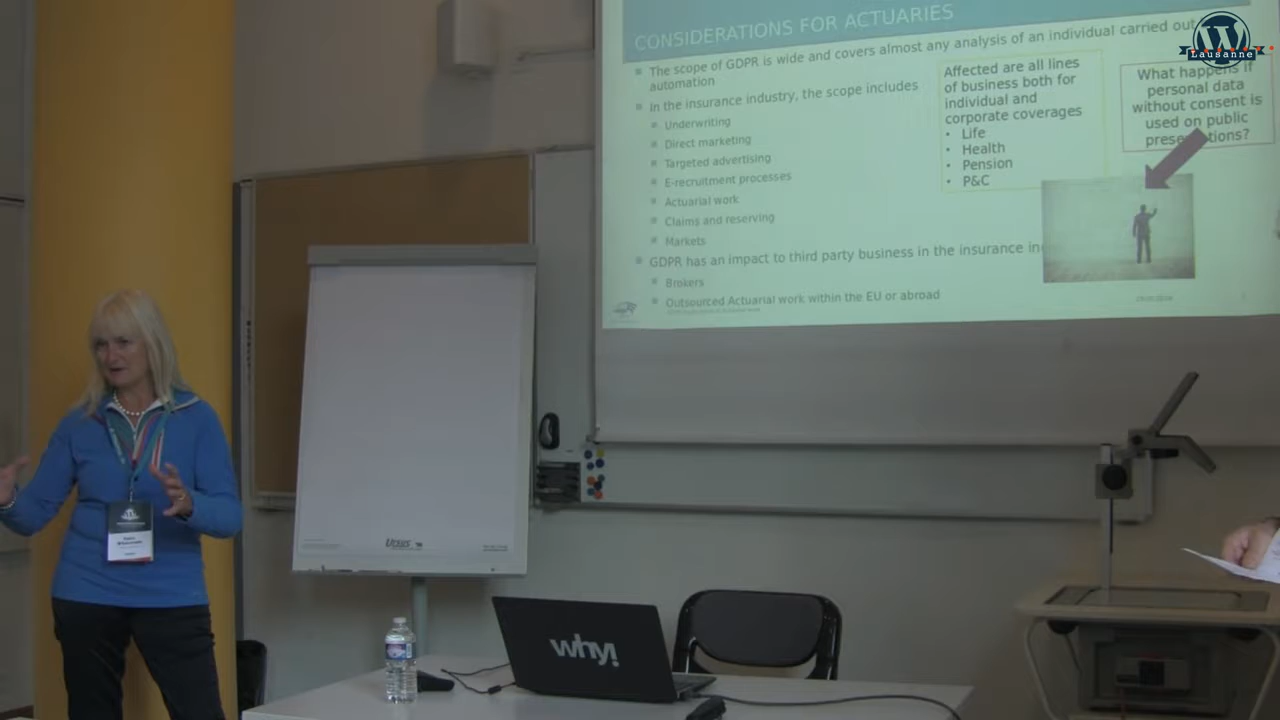 CONSIDERATIONS FOR ACTUARIES
The scope of GDPR is wide and covers almost any analysis of an individual carried out
automation
In the insurance industry, the scope includes
Underwriting
Direct marketing
Targeted advertising
E-recruitment processes
Actuarial work
Claims and reserving
Markets
GDPR has an impact to third party business in the insurance
Brokers
Outsourced Actuarial work within the EU or abroad
Affected are all lines
of business both for
individual and
corporate coverages
• Life
• Health
• Pension
• P&C
What happens if
personal data
without consent is
used on public
W
Lausanne
Ursus
why!